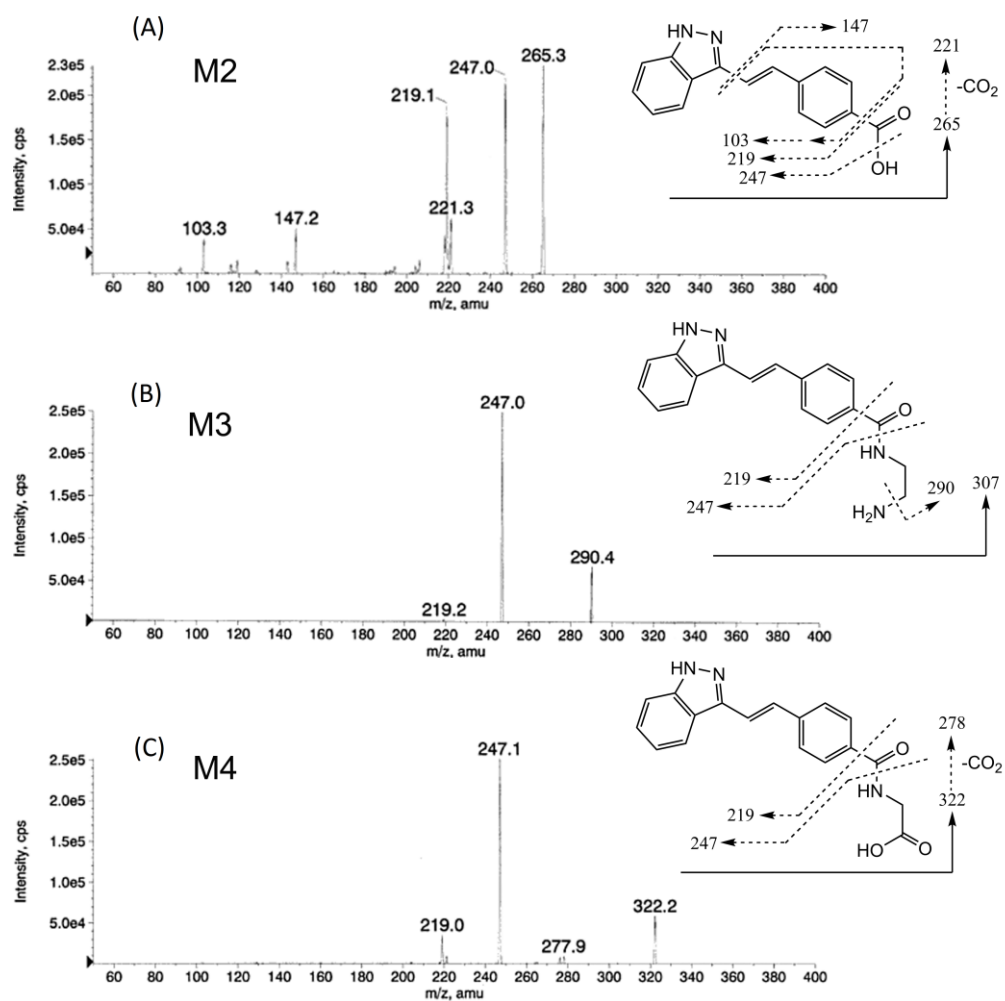 (A)
M2
2.3e5
2.0e5
1.5e5
1.0e5
5.0e4
Intensity, cps
103.3
147.2
219.1
221.3
247.0
265.3
60 80 100 120 140 160 180 200 220 240 260 280 300 320 340 360 380 400
m/z, amu
HN N
O
OH
147
103
219
247
221
-CO2
265
(B)
M3
2.5e5
2.0e5
1.5e5
1.0e5
5.0e4
Intensity, cps
219.2
247.0
290.4
60 80 100 120 140 160 180 200 220 240 260 280 300 320 340 360 380 400
m/z, amu
HN N
O
N
H
H2N
219
247
290
307
(C)
M4
2.5e5
2.0e5
1.5e5
1.0e5
5.0e4
Intensity, cps
219.0
247.1
277.9
322.2
60 80 100 120 140 160 180 200 220 240 260 280 300 320 340 360 380 400
m/z, amu
HN N
O
HN
HO O
219
247
278
-CO2
322